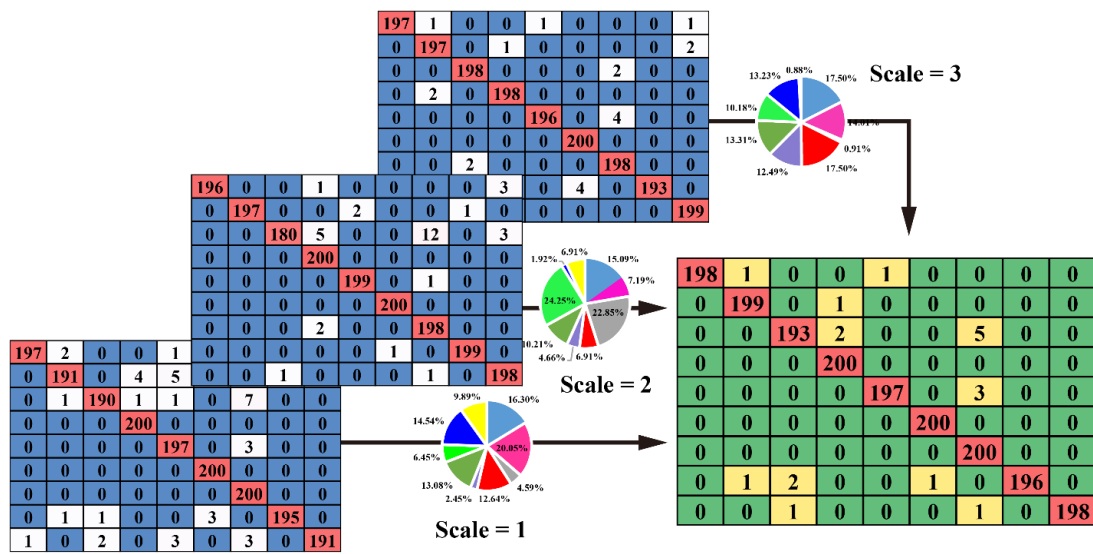 197 1 0 0 1 0 0 0 1
0 197 0 1 0 0 0 0 2
0 0 198 0 0 0 2 0 0
0 2 0 198 0 0 0 0 0
0 0 0 0 196 0 4 0 0
0 0 0 0 0 200 0 0 0
0 0 2 0 0 0 198 0 0
0 4 0 193 0
0 0 0 0 199
Scale = 3
13.23%
0.88%
17.50%
10.18%
14.01%
13.31%
0.91%
12.49%
17.50%
196 0 0 1 0 0 0 0 3
0 197 0 0 2 0 0 1 0
0 0 180 5 0 0 12 0 3
0 0 0 200 0 0 0 0 0
0 0 0 0 199 0 1 0 0
0 0 0 0 0 200 0 0 0
0 0 0 2 0 0 198 0 0
0 0 0 0 0 1 0 199 0
0 0 1 0 0 0 1 0 198
6.91%
1.92%
15.09%
7.19%
24.25%
22.85%
10.21%
4.66%
6.91%
Scale = 2
197 2 0 0 1
0 191 0 4 5
0 1 190 1 1 0 7 0 0
0 0 0 200 0 0 0 0 0
0 0 0 0 197 0 3 0 0
0 0 0 0 0 200 0 0 0
0 0 0 0 0 0 200 0 0
0 1 1 0 0 3 0 195 0
1 0 2 0 3 0 3 0 191
9.89%
16.30%
14.54%
20.05%
6.45%
4.59%
13.08%
2.45%
12.64%
Scale = 1
198 1 0 0 1 0 0 0 0
0 199 0 1 0 0 0 0 0
0 0 193 2 0 0 5 0 0
0 0 0 200 0 0 0 0 0
0 0 0 0 197 0 3 0 0
0 0 0 0 0 200 0 0 0
0 0 0 0 0 0 200 0 0
0 1 2 0 0 1 0 196 0
0 0 1 0 0 0 1 0 198